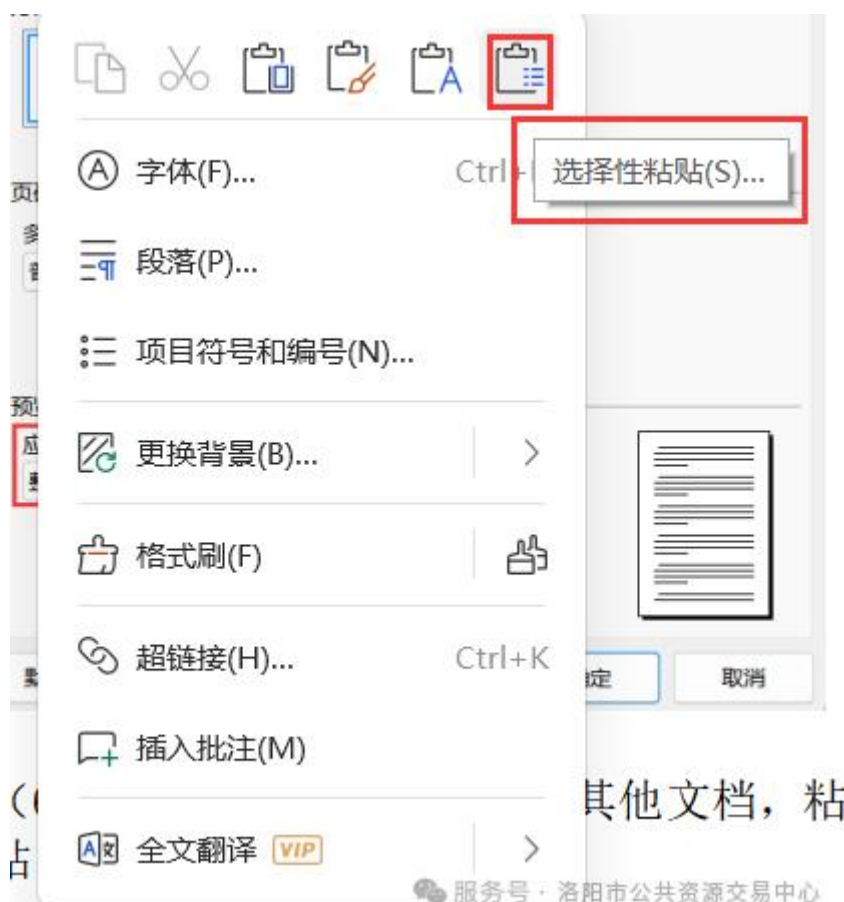 选择性粘贴(S)...
字体(F)... Ctrl+
段落(P)...
项目符号和编号(N)...
更换背景(B)...
格式刷(F)
超链接(H)... Ctrl+K
取消
插入批注(M)
其他文档，粘
全文翻译 VIP
服务号 · 洛阳市公共资源交易中心